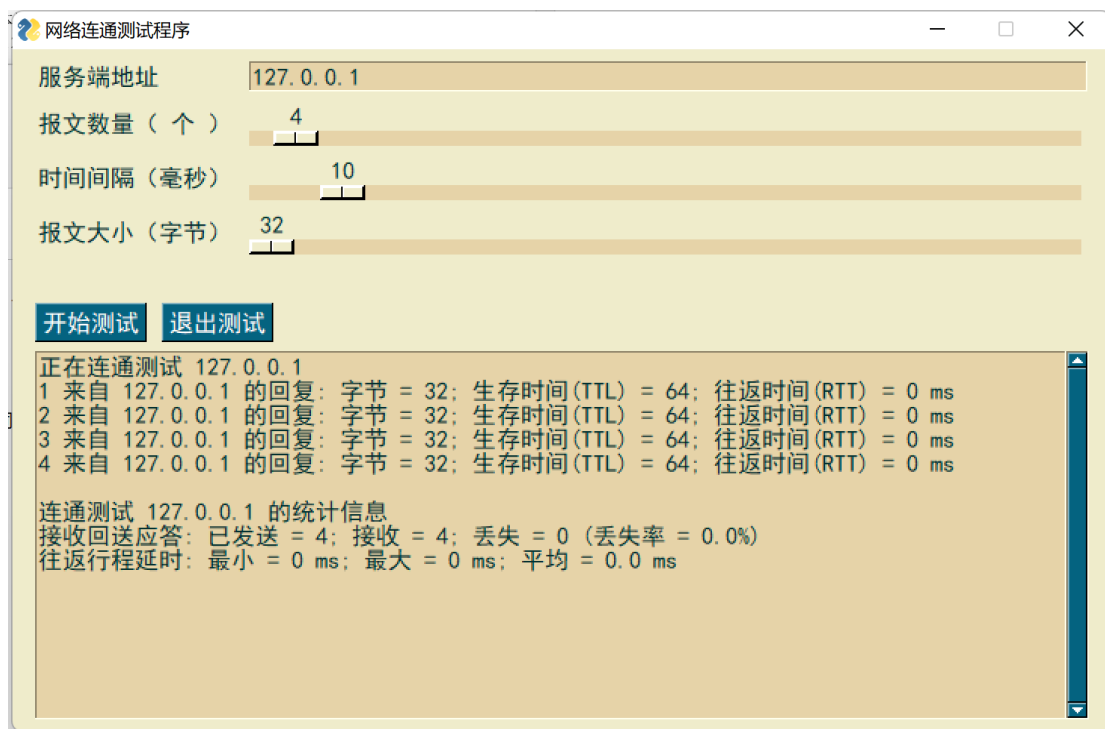 网络连通测试程序
服务端地址 127.0.0.1
4
报文数量（ 个 ）
10
时间间隔（毫秒）
32
报文大小（字节）
开始测试 退出测试
正在连通测试 127.0.0.1
1 来自 127.0.0.1 的回复: 字节 = 32; 生存时间(TTL) = 64; 往返时间(RTT) = 0 ms
2 来自 127.0.0.1 的回复: 字节 = 32; 生存时间(TTL) = 64; 往返时间(RTT) = 0 ms
3 来自 127.0.0.1 的回复: 字节 = 32; 生存时间(TTL) = 64; 往返时间(RTT) = 0 ms
4 来自 127.0.0.1 的回复: 字节 = 32; 生存时间(TTL) = 64; 往返时间(RTT) = 0 ms
连通测试 127.0.0.1 的统计信息
接收回送应答: 已发送 = 4; 接收 = 4; 丢失 = 0 (丢失率 = 0.0%)
往返行程延时: 最小 = 0 ms; 最大 = 0 ms; 平均 = 0.0 ms